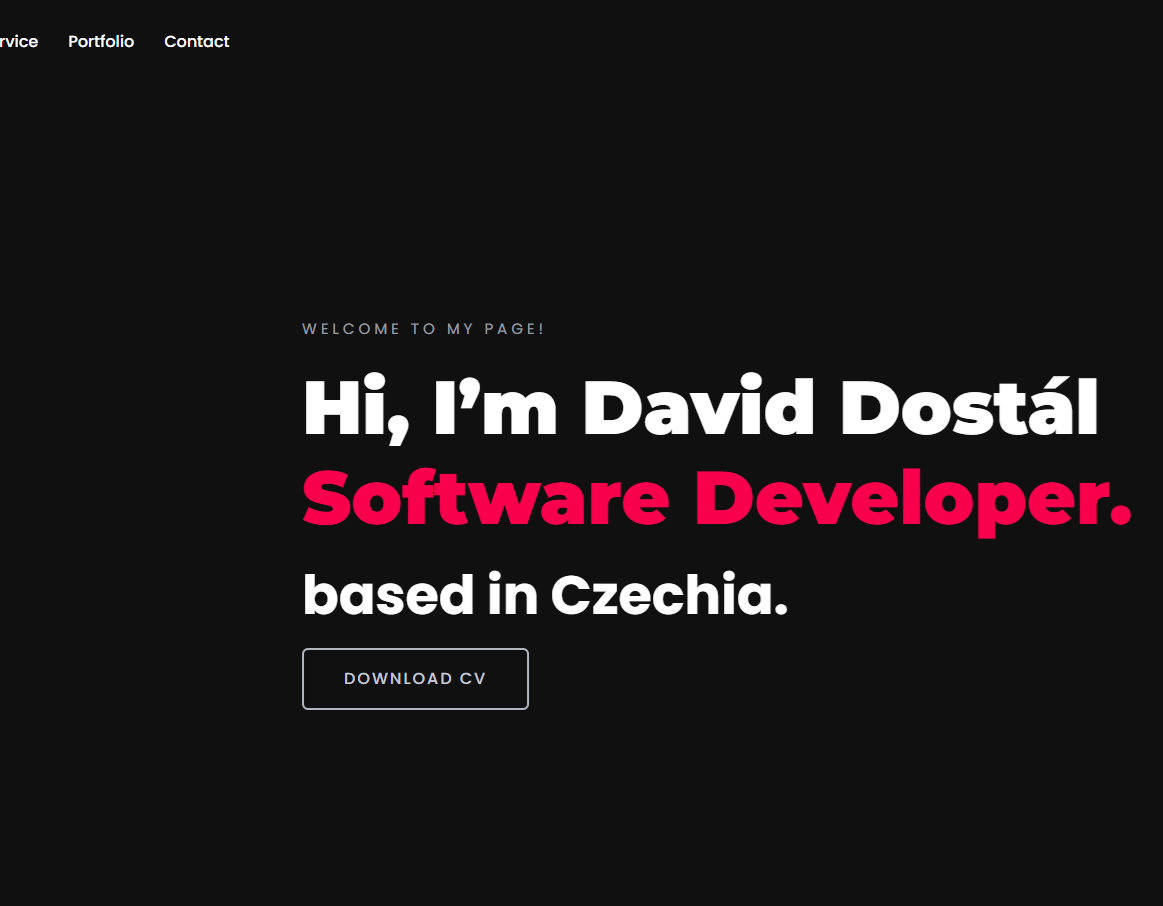 rvice Portfolio Contact
WELCOME TO MY PAGE!
Hi, I’m David Dostál
Software Developer.
based in Czechia.
DOWNLOAD CV